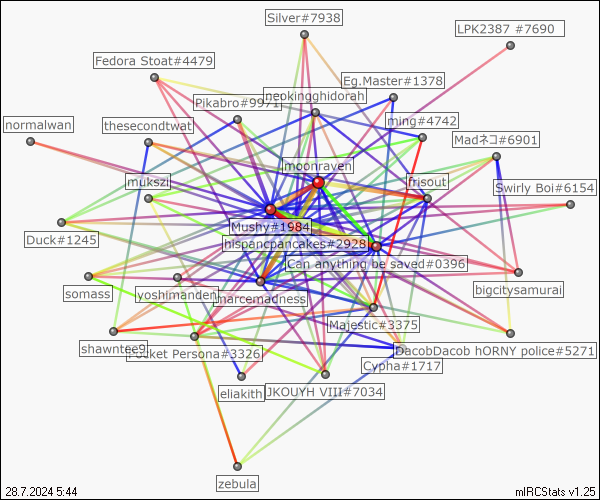 Silver#7938
LPK2387 #7690
Fedora Stoat#4479
Eg.Master#1378
neokingghidorah
Pikabro#9971
ming#4742
normalwan
thesecondtwat
Madネコ#6901
moonraven
mukszi
frisout
Swirly Boi#6154
Mushy#1984
Duck#1245
hispancpancakes#2928
Can anything be saved#0396
somass
yoshimanden
marcemadness
bigcitysamurai
Majestic#3375
shawntee9
Pocket Persona#3326
DacobDacob hORNY police#5271
Cypha#1717
eliakith
JKOUYH VIII#7034
zebula
28.7.2024 5:44
mIRCStats v1.25